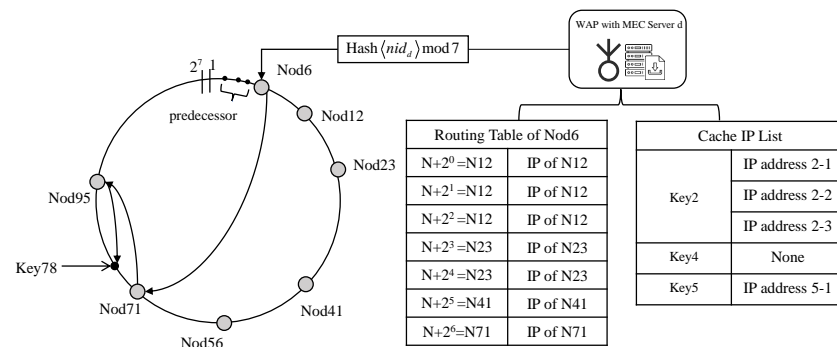 WAP with MEC Server d
Hash⟨nid_d⟩mod7
2^7 1
Nod6
predecessor
Nod12
Nod23
Nod95
Key78
Nod71
Nod41
Nod56
Routing Table of Nod6
N+2^0=N12 IP of N12
N+2^1=N12 IP of N12
N+2^2=N12 IP of N12
N+2^3=N23 IP of N23
N+2^4=N23 IP of N23
N+2^5=N41 IP of N41
N+2^6=N71 IP of N71
Cache IP List
Key2
IP address 2-1
IP address 2-2
IP address 2-3
Key4 None
Key5 IP address 5-1